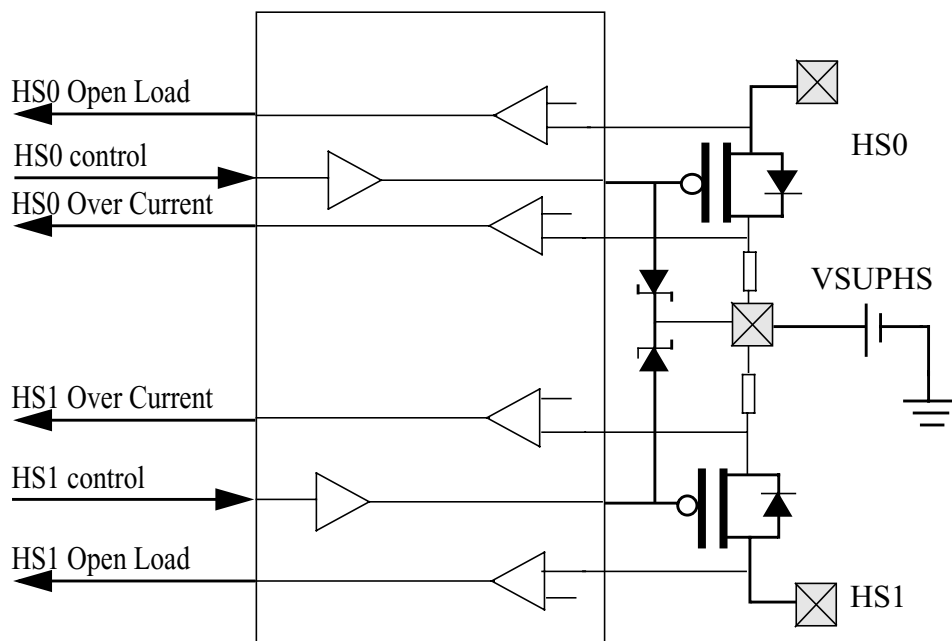 HS0 Open Load
HS0 control
HS0
HS0 Over Current
VSUPHS
HS1 Over Current
HS1 control
HS1 Open Load
HS1